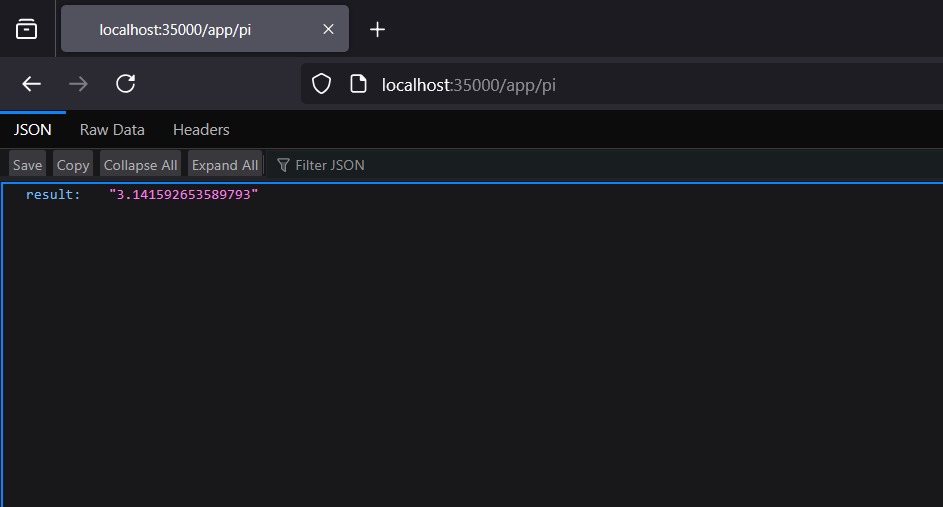 localhost:35000/app/pi
localhost:35000/app/pi
JSON Raw Data Headers
Save Copy Collapse All Expand All Filter JSON
result: "3.141592653589793"